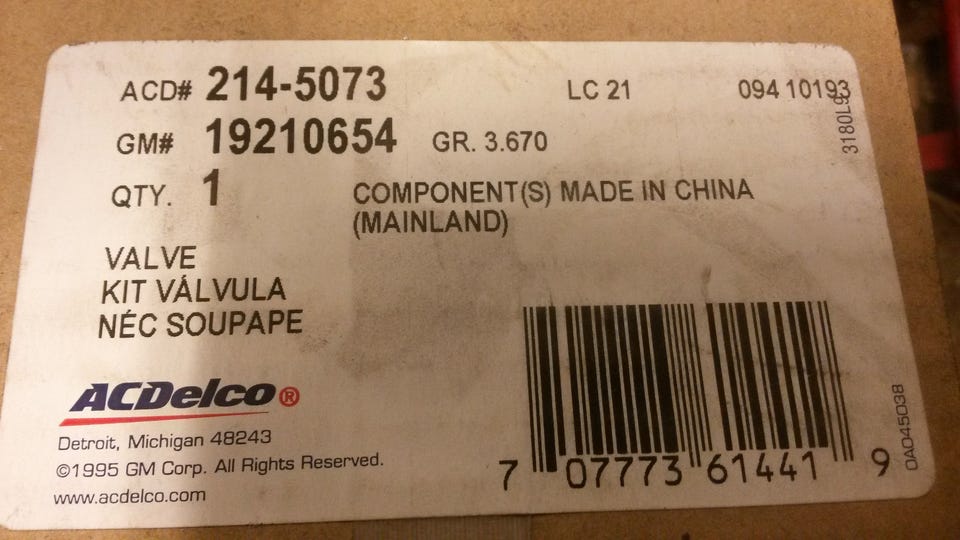 ACD# 214-5073 LC 21 094 10193
3180L9
GM# 19210654 GR. 3.670
QTY. 1 COMPONENT(S) MADE IN CHINA
(MAINLAND)
VALVE
KIT VÁLVULA
NÉC SOUPAPE
ACDelco®
Detroit, Michigan 48243
©1995 GM Corp. All Rights Reserved.
www.acdelco.com
7 07773 61441 9
0A045038